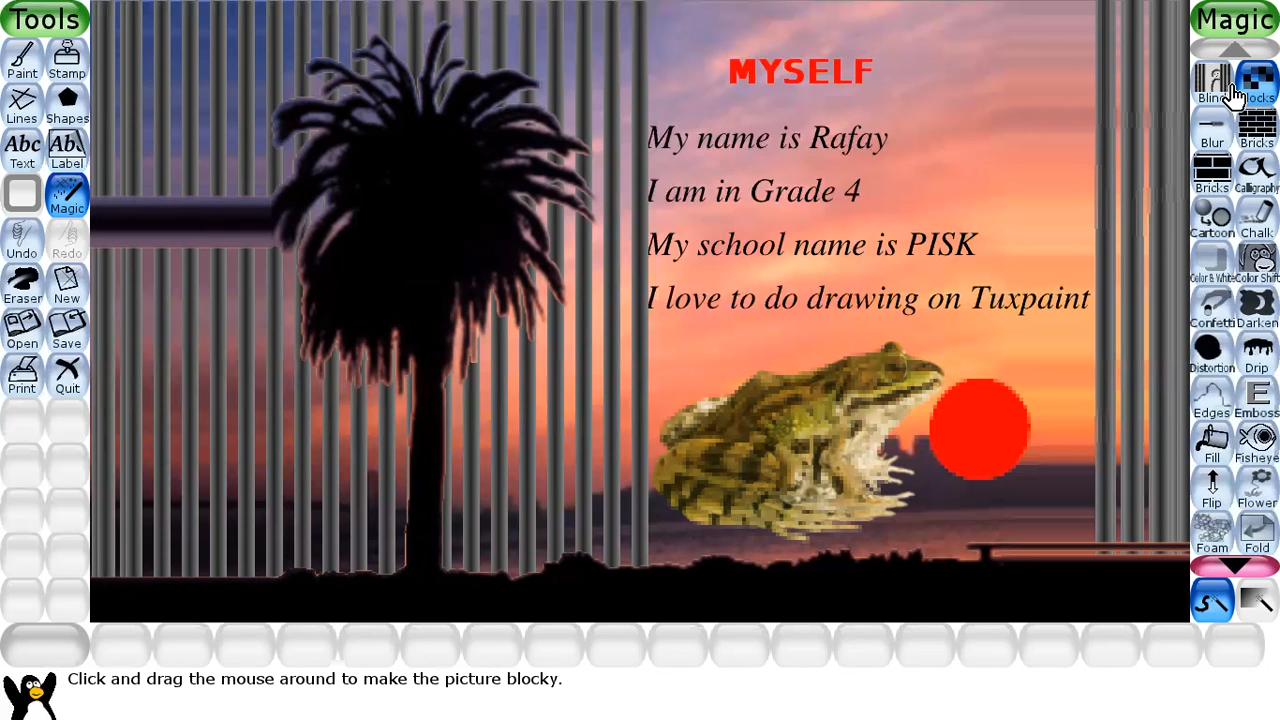 Tools
Magic
Paint
Stamp
Lines
Shapes
Abc
Abc
Text
Label
Magic
Undo
Redo
Eraser
New
Open
Save
Print
Quit
MYSELF
My name is Rafay
I am in Grade 4
My school name is PISK
I love to do drawing on Tuxpaint
Blur
Bricks
Bricks
Calligraphy
Cartoon
Chalk
Color & White
Color Shift
Confetti
Darken
Distortion
Drip
Edges
Emboss
Fill
Fisheye
Flip
Flower
Foam
Fold
Click and drag the mouse around to make the picture blocky.